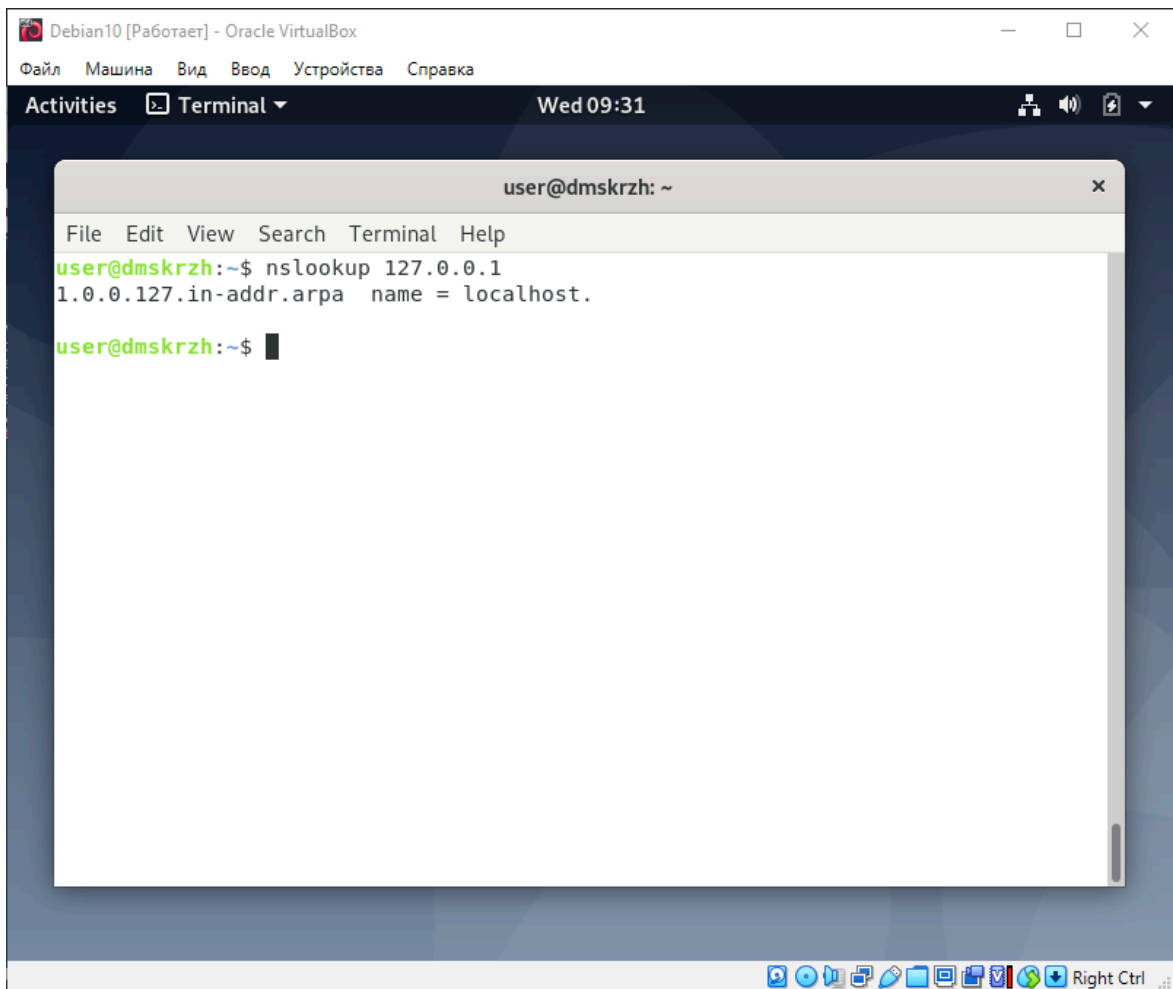 Debian10 [Работает] - Oracle VirtualBox
Файл Машина Вид Ввод Устройства Справка
Activities Terminal Wed 09:31
user@dmskrzh: ~
File Edit View Search Terminal Help
user@dmskrzh:~$ nslookup 127.0.0.1
1.0.0.127.in-addr.arpa  name = localhost.
user@dmskrzh:~$
Right Ctrl